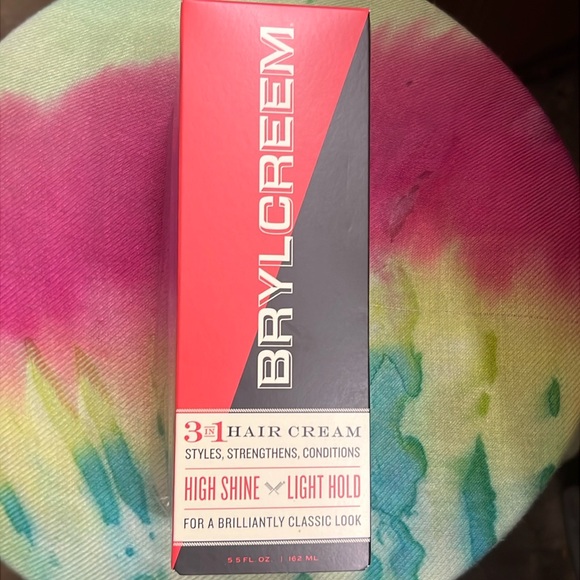 BRYLCREEM
3 IN 1 HAIR CREAM
STYLES, STRENGTHENS, CONDITIONS
HIGH SHINE LIGHT HOLD
FOR A BRILLIANTLY CLASSIC LOOK
5.5 FL. OZ. | 162 ML